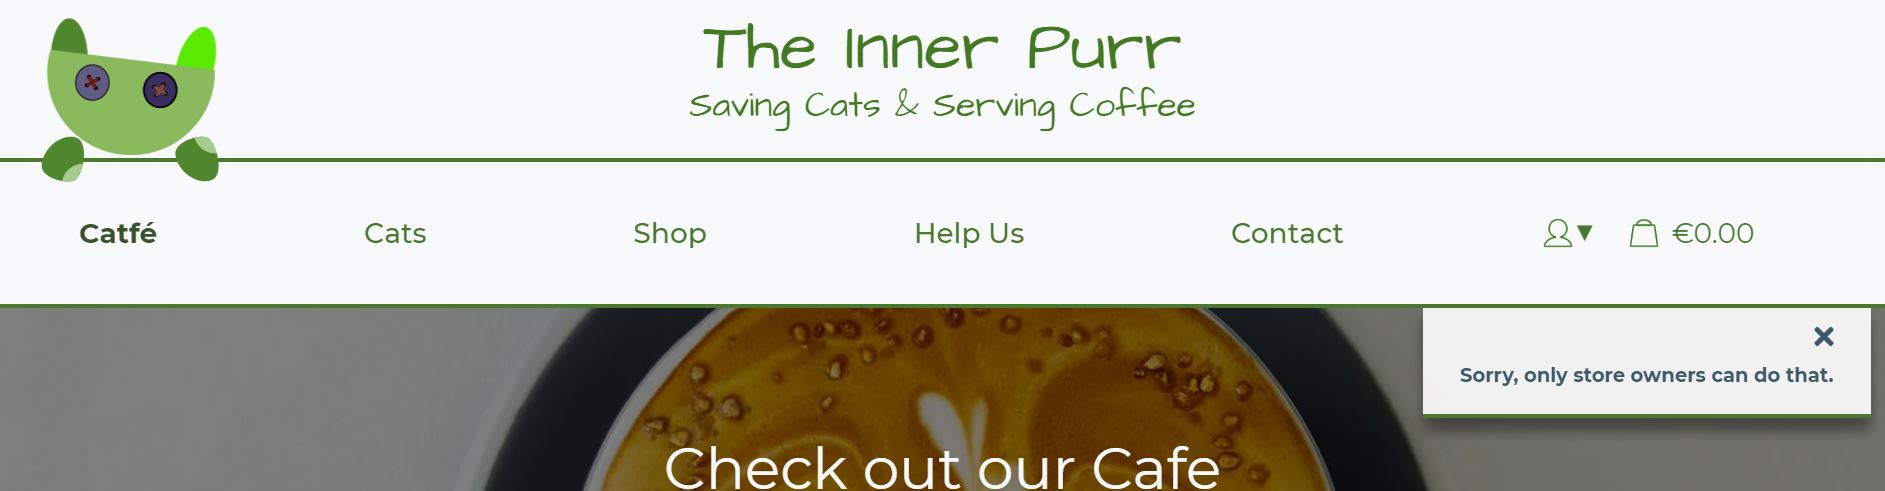 The Inner Purr
Saving Cats & Serving Coffee
Catfé Cats Shop Help Us Contact €0.00
Sorry, only store owners can do that.
Check out our Cafe